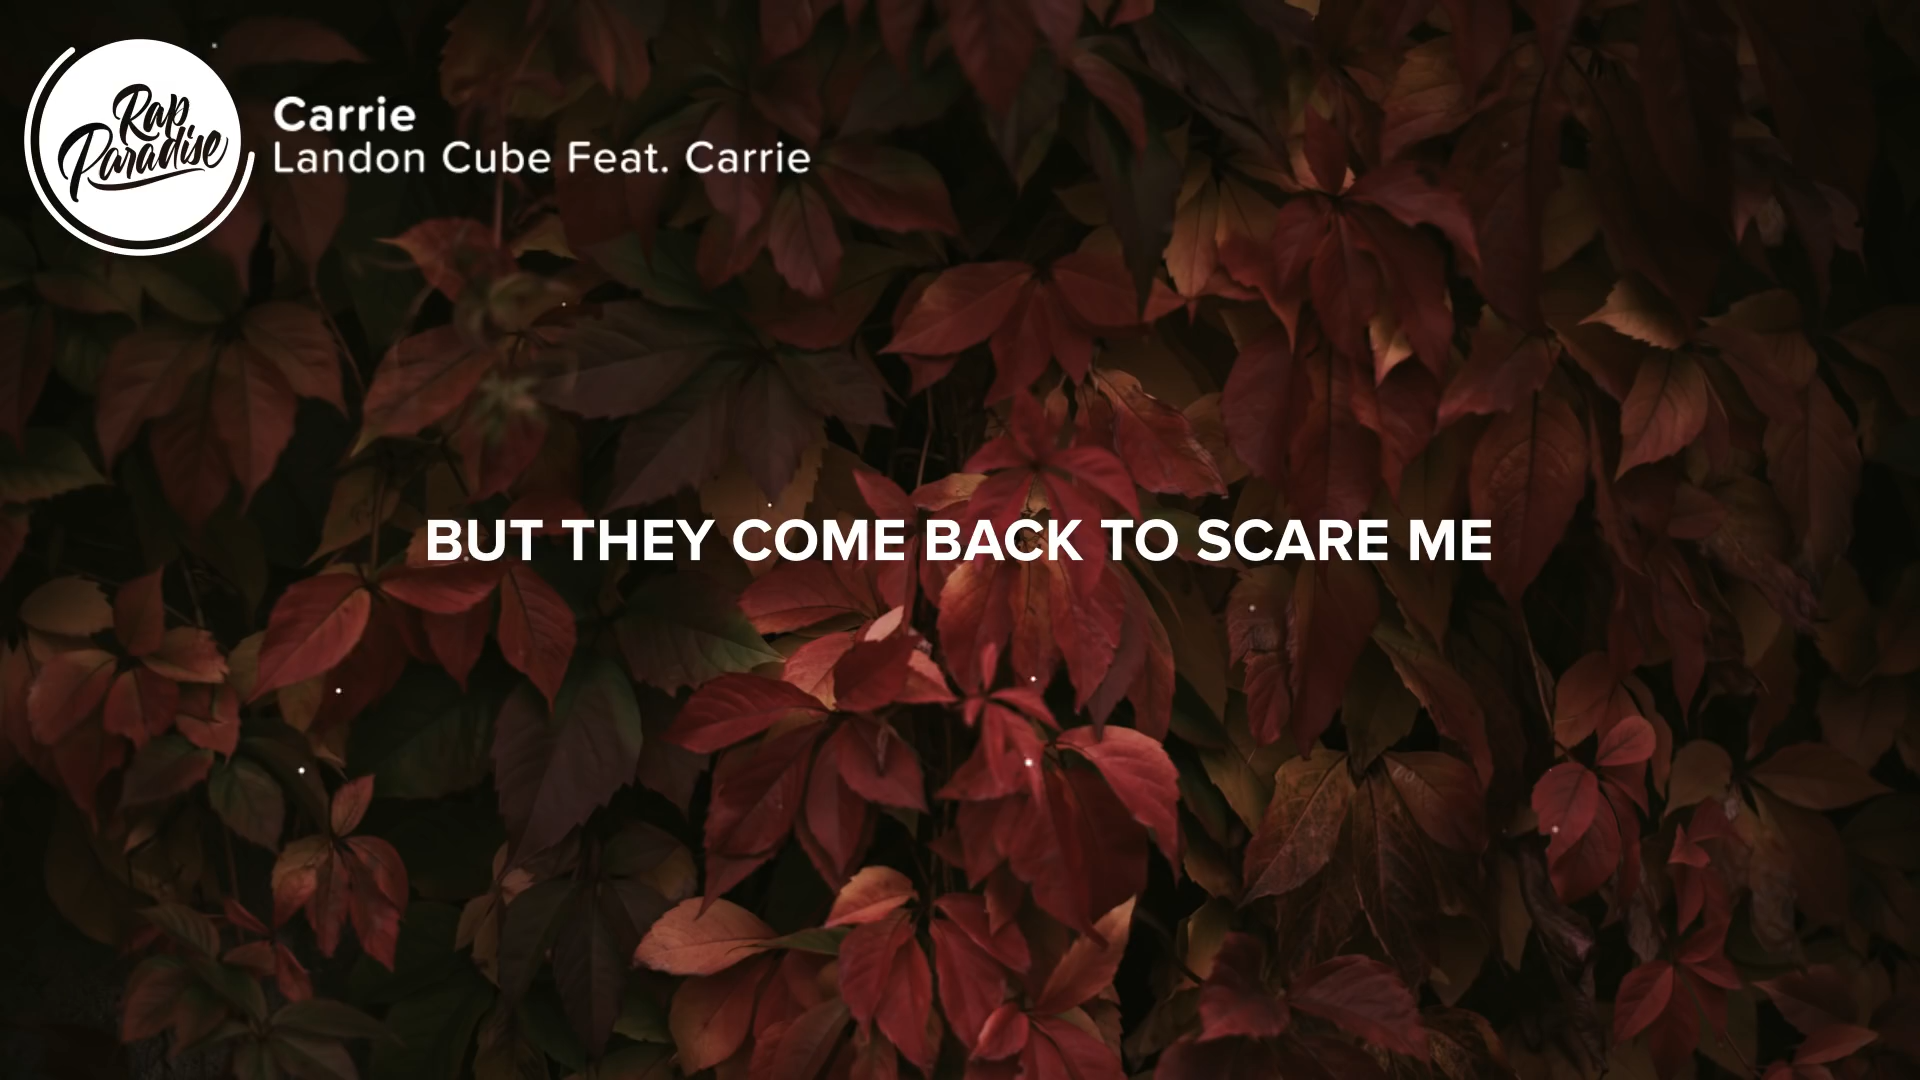 Rap
Paradise
Carrie
Landon Cube Feat. Carrie
BUT THEY COME BACK TO SCARE ME